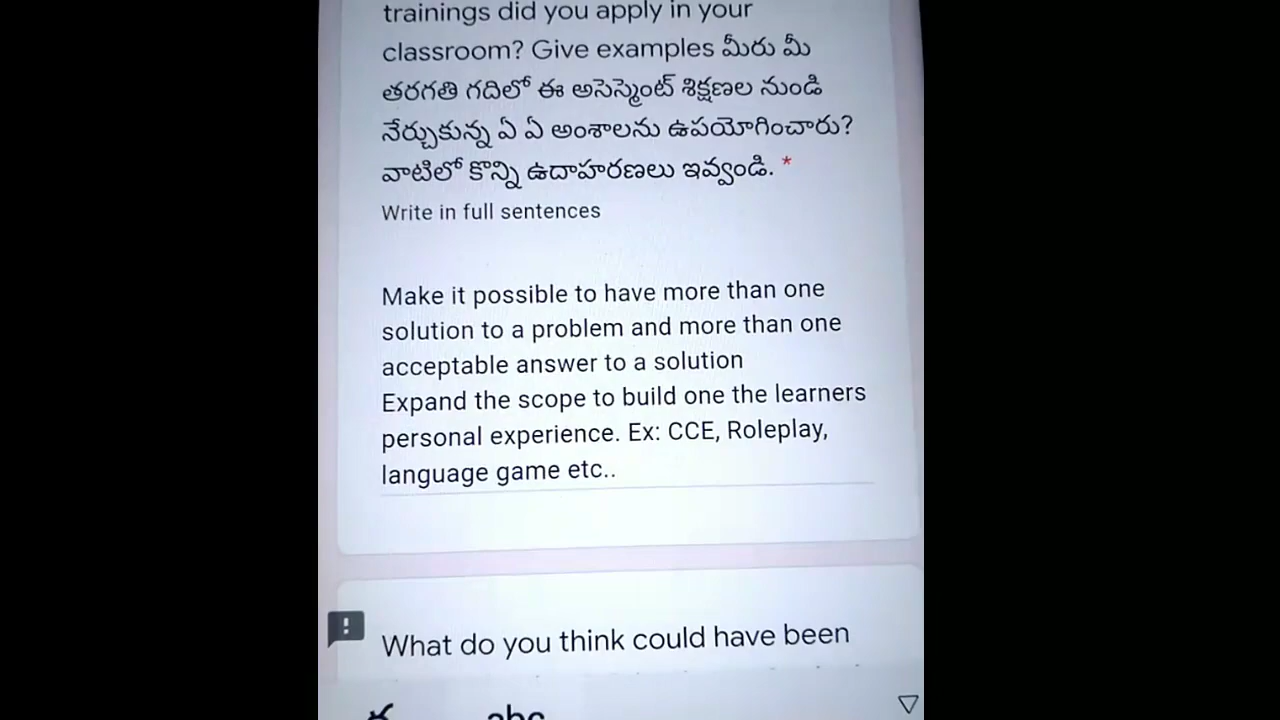 trainings did you apply in your
classroom? Give examples మీరు మీ
తరగతి గదిలో ఈ అసెస్మెంట్ శిక్షణల నుండి
నేర్చుకున్న ఏ ఏ అంశాలను ఉపయోగించారు?
వాటిలో కొన్ని ఉదాహరణలు ఇవ్వండి. *
Write in full sentences
Make it possible to have more than one
solution to a problem and more than one
acceptable answer to a solution
Expand the scope to build one the learners
personal experience. Ex: CCE, Roleplay,
language game etc..
What do you think could have been
abc